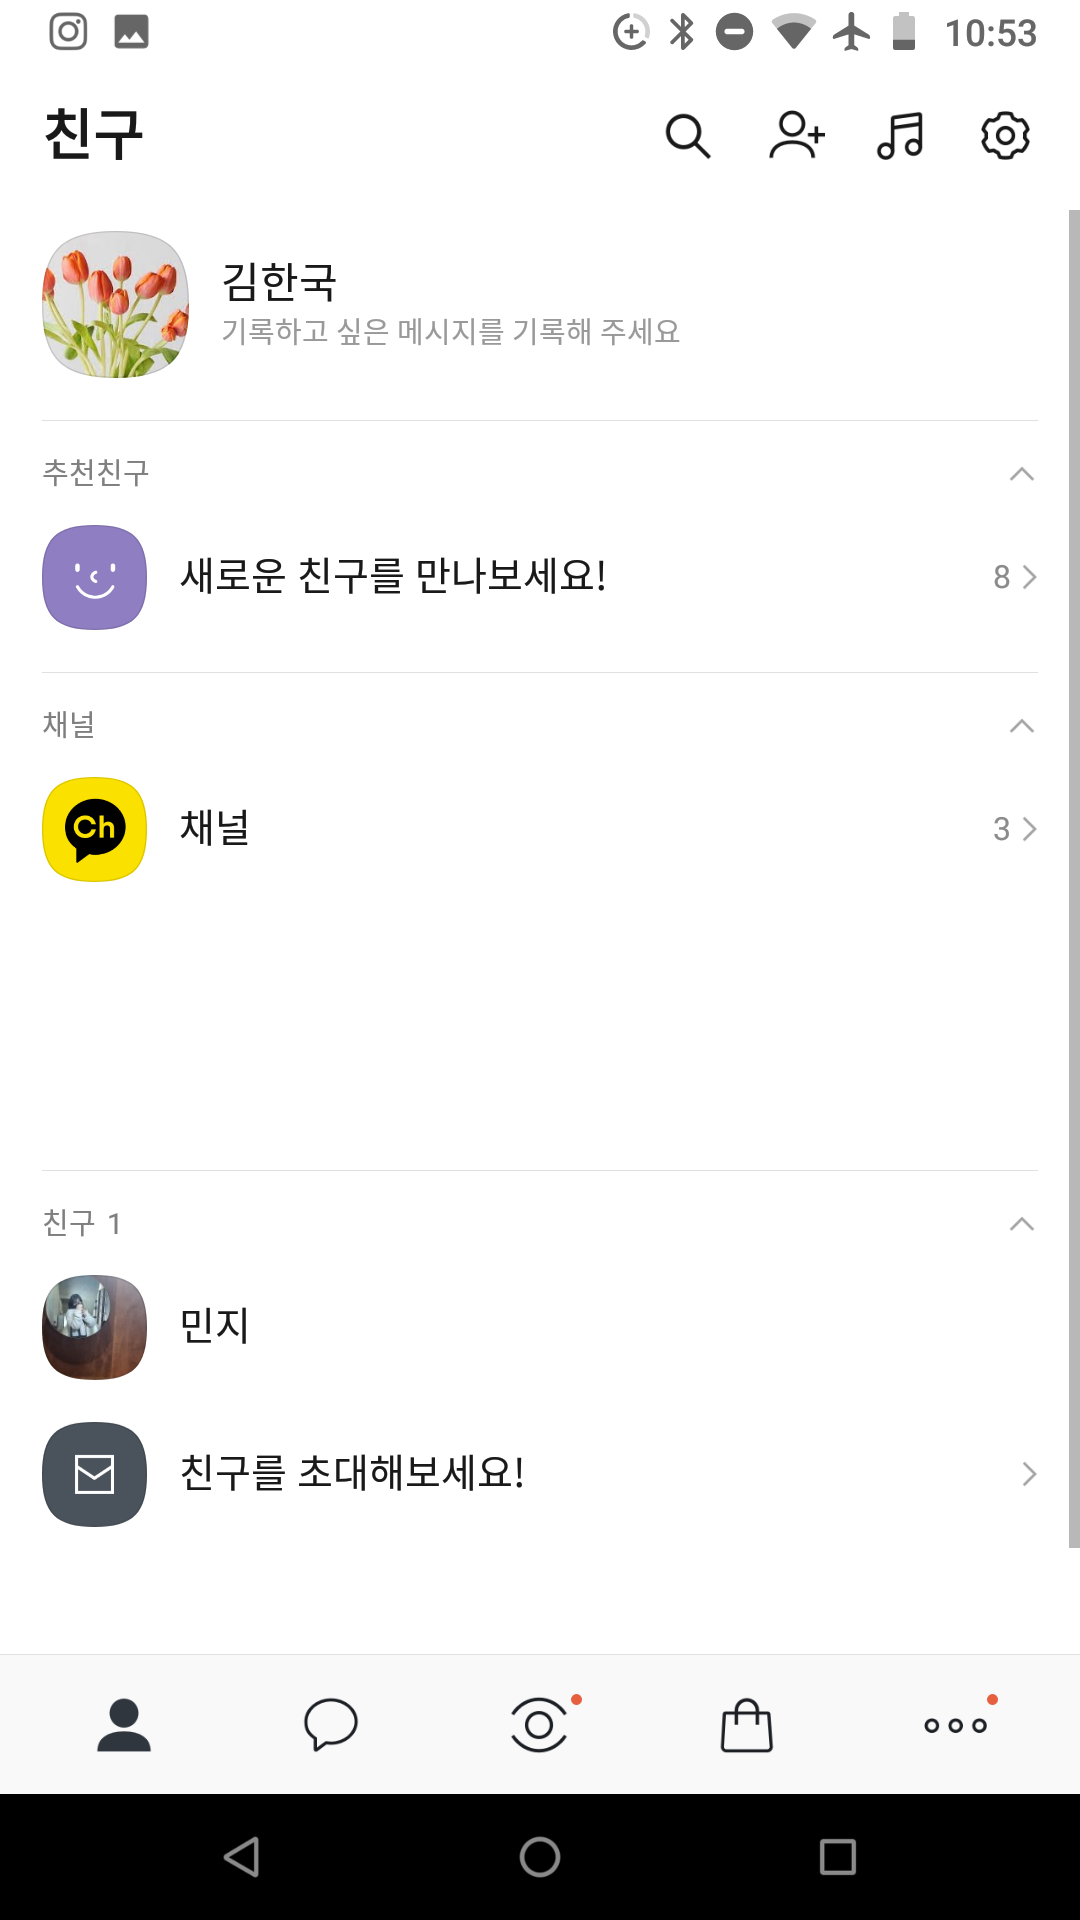 10:53
친구
김한국
기록하고 싶은 메시지를 기록해 주세요
추천친구
새로운 친구를 만나보세요!
8
채널
Ch
채널
3
친구 1
민지
친구를 초대해보세요!